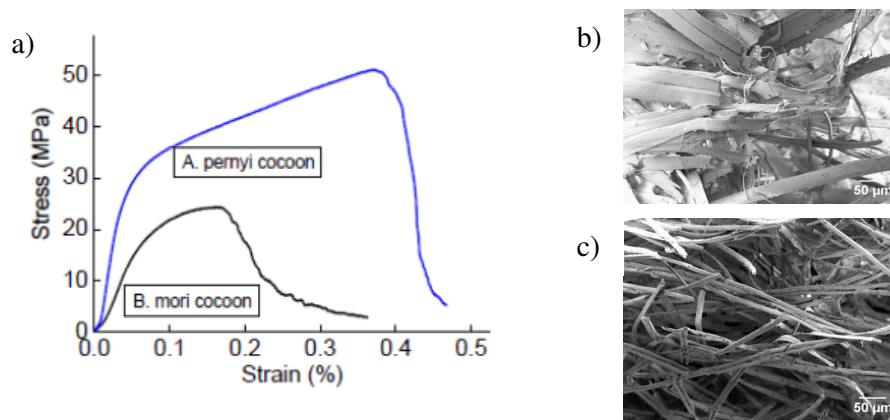 a)
50
40
30
20
10
0
Stress (MPa)
A. pernyi cocoon
B. mori cocoon
0.0 0.1 0.2 0.3 0.4 0.5
Strain (%)
b)
50 µm
c)
50 µm